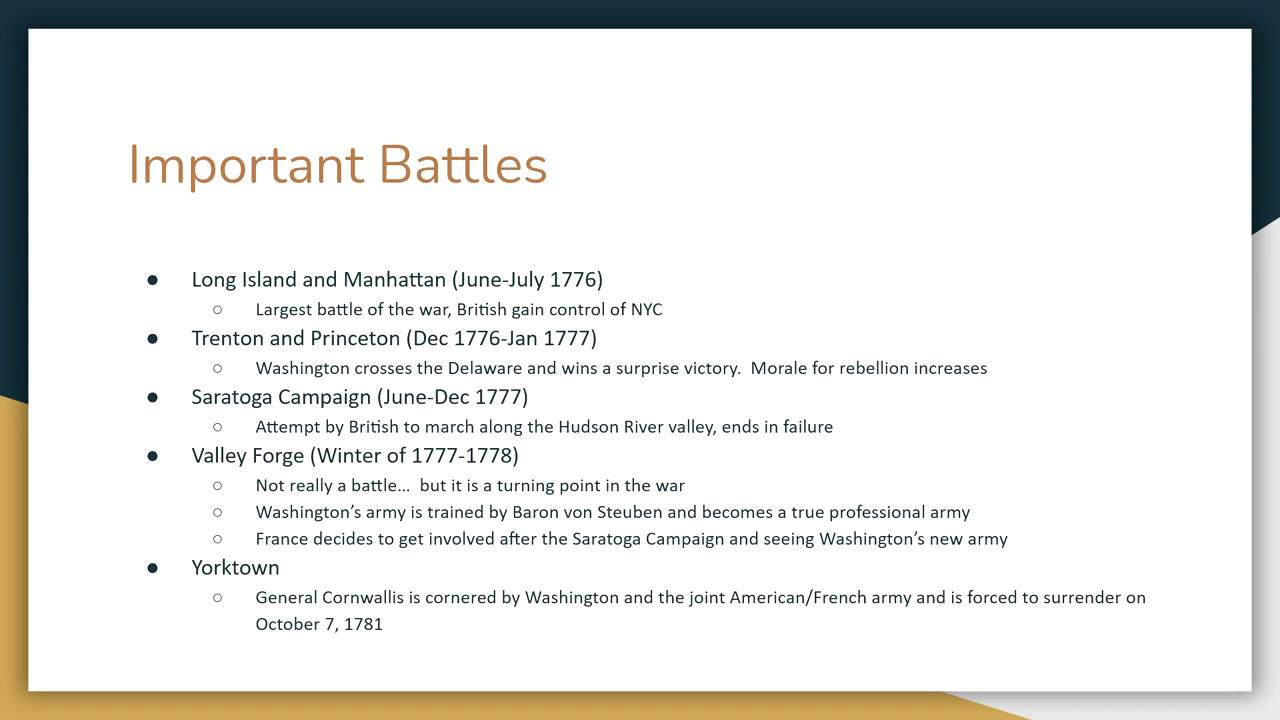 Important Battles
● Long Island and Manhattan (June-July 1776)
○ Largest battle of the war, British gain control of NYC
● Trenton and Princeton (Dec 1776-Jan 1777)
○ Washington crosses the Delaware and wins a surprise victory.  Morale for rebellion increases
● Saratoga Campaign (June-Dec 1777)
○ Attempt by British to march along the Hudson River valley, ends in failure
● Valley Forge (Winter of 1777-1778)
○ Not really a battle...  but it is a turning point in the war
○ Washington’s army is trained by Baron von Steuben and becomes a true professional army
○ France decides to get involved after the Saratoga Campaign and seeing Washington’s new army
● Yorktown
○ General Cornwallis is cornered by Washington and the joint American/French army and is forced to surrender on
October 7, 1781